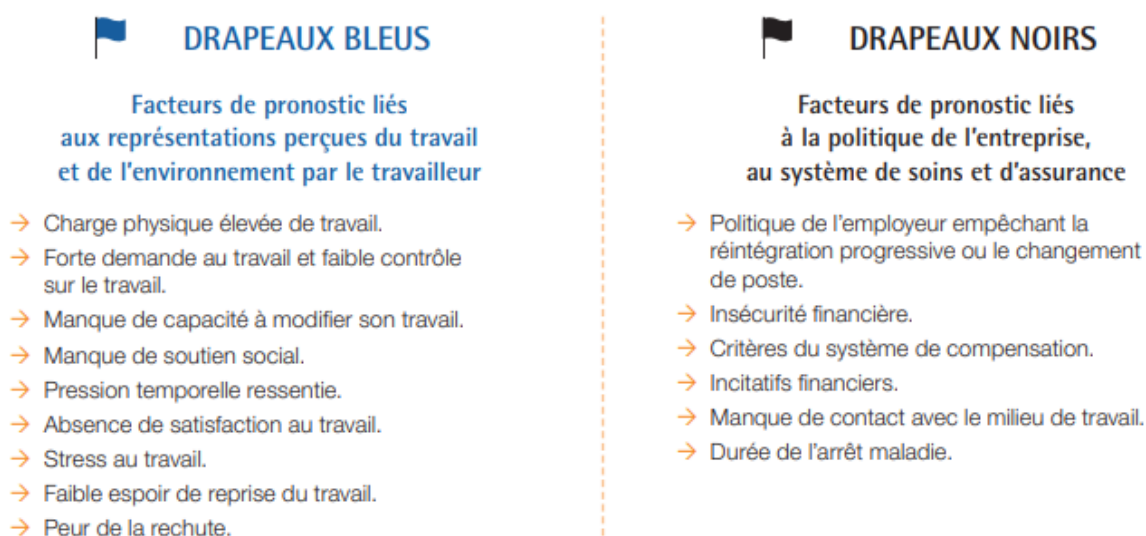 DRAPEAUX BLEUS
Facteurs de pronostic liés
aux représentations perçues du travail
et de l'environnement par le travailleur
→ Charge physique élevée de travail.
→ Forte demande au travail et faible contrôle
sur le travail.
→ Manque de capacité à modifier son travail.
→ Manque de soutien social.
→ Pression temporelle ressentie.
→ Absence de satisfaction au travail.
→ Stress au travail.
→ Faible espoir de reprise du travail.
→ Peur de la rechute.
DRAPEAUX NOIRS
Facteurs de pronostic liés
à la politique de l'entreprise,
au système de soins et d'assurance
→ Politique de l'employeur empêchant la
réintégration progressive ou le changement
de poste.
→ Insécurité financière.
→ Critères du système de compensation.
→ Incitatifs financiers.
→ Manque de contact avec le milieu de travail.
→ Durée de l'arrêt maladie.